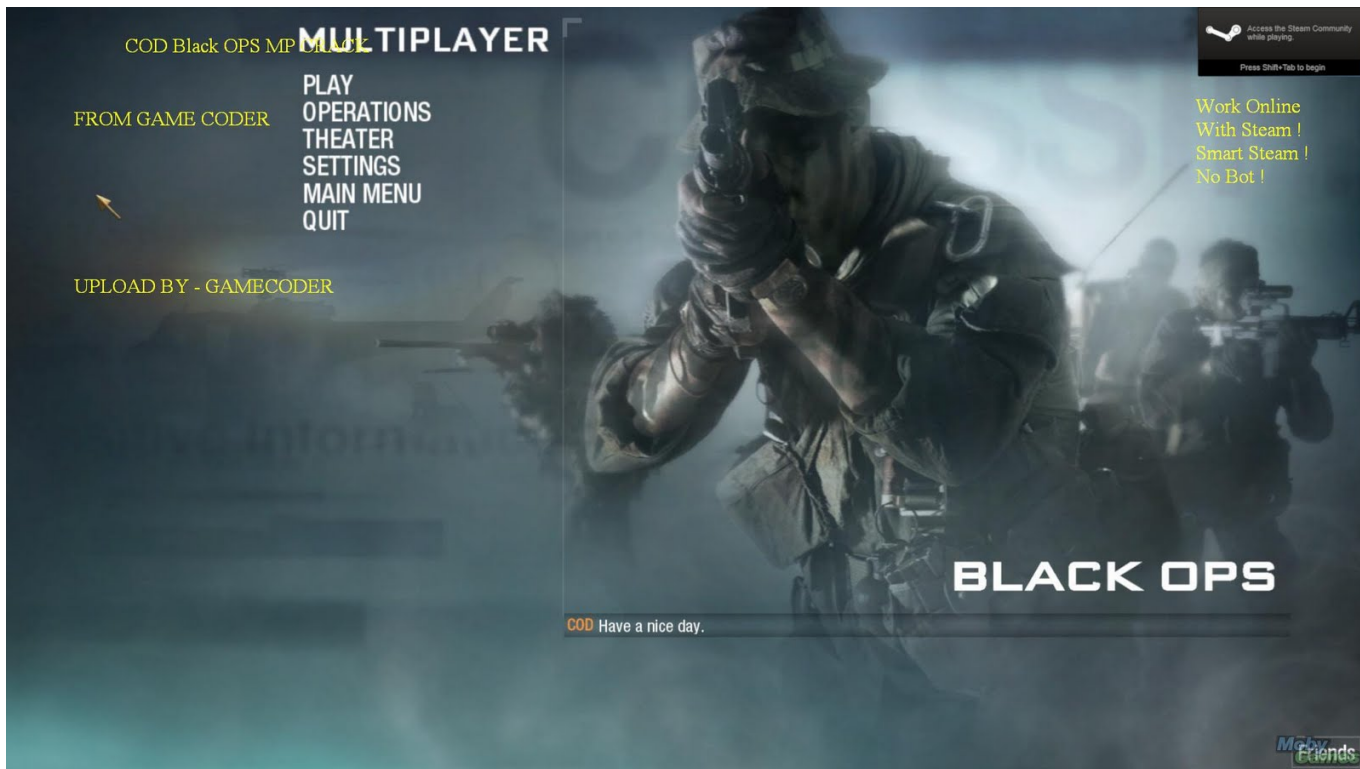 COD Black OPS MP CRACK
MULTIPLAYER
PLAY
FROM GAME CODER
OPERATIONS
THEATER
SETTINGS
MAIN MENU
QUIT
UPLOAD BY - GAMECODER
Access the Steam Community
while playing.
Press Shift+Tab to begin
Work Online
With Steam !
Smart Steam !
No Bot !
BLACK OPS
COD Have a nice day.
Moby
Games
Friends